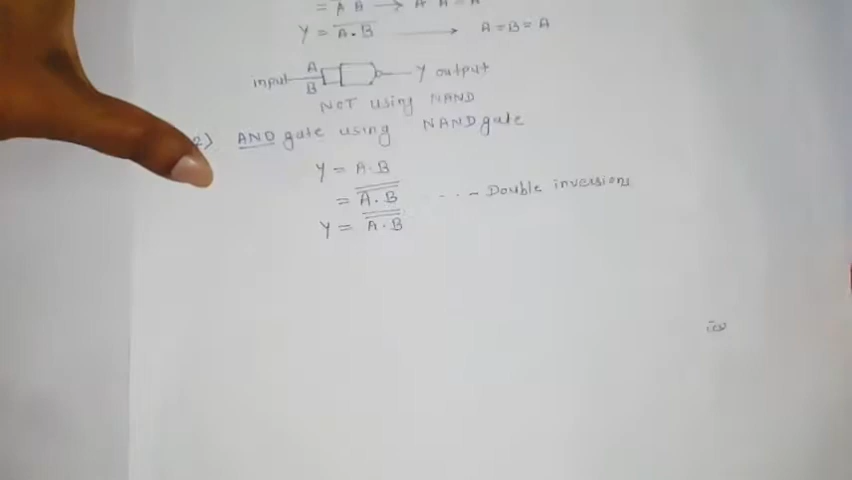 = A̅ ̅B̅ → A A = A
Y = A̅ ̅.̅ ̅B̅ → A = B = A
input A B Y output
NOT using NAND
2) AND gate using NAND gate
Y = A.B
= A̿ ̿.̿ ̿B̿ - - - Double inversions
Y = A̿ ̿.̿ ̿B̿